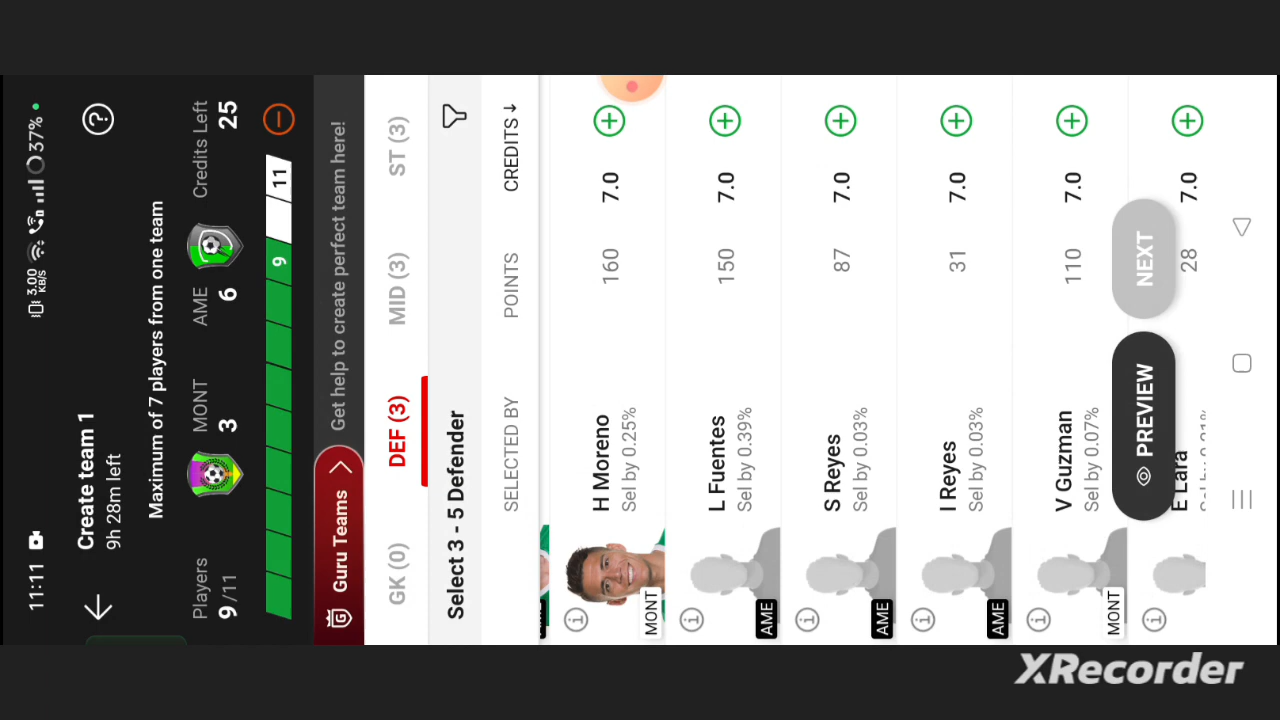 11:11
3.00 KB/S
37%
Create team 1
9h 28m left
Maximum of 7 players from one team
Players
9 /11
MONT
3
AME
6
Credits Left
25
9
11
Guru Teams
Get help to create perfect team here!
GK (0)
DEF (3)
MID (3)
ST (3)
Select 3 - 5 Defender
SELECTED BY
POINTS
CREDITS
H Moreno
Sel by 0.25%
160
7.0
MONT
L Fuentes
Sel by 0.39%
150
7.0
AME
S Reyes
Sel by 0.03%
87
7.0
AME
I Reyes
Sel by 0.03%
31
7.0
AME
V Guzman
Sel by 0.07%
110
7.0
MONT
E Lara
28
7.0
PREVIEW
NEXT
XRecorder